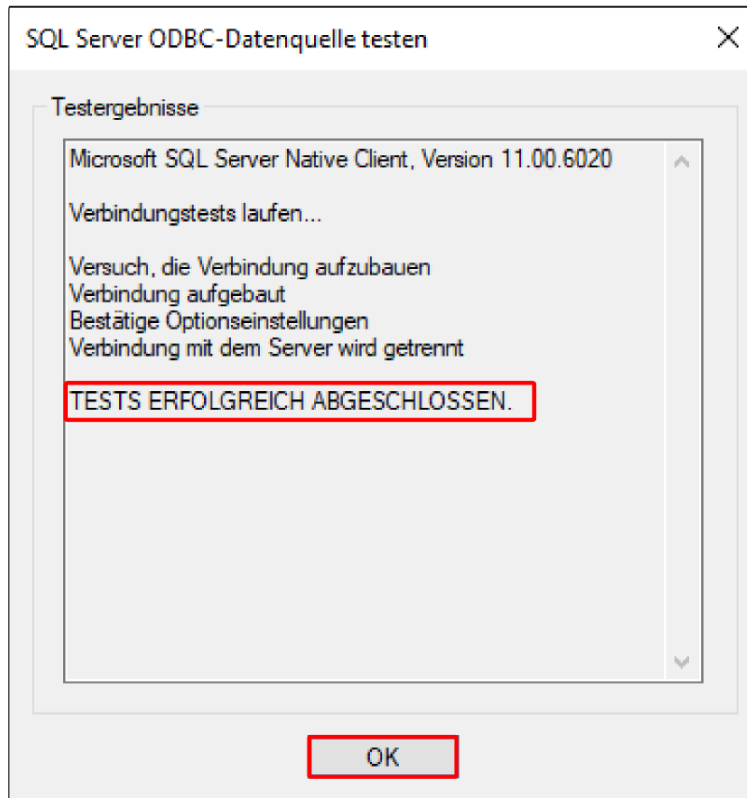 SQL Server ODBC-Datenquelle testen
Testergebnisse
Microsoft SQL Server Native Client, Version 11.00.6020
Verbindungstests laufen...
Versuch, die Verbindung aufzubauen
Verbindung aufgebaut
Bestätige Optionseinstellungen
Verbindung mit dem Server wird getrennt
TESTS ERFOLGREICH ABGESCHLOSSEN.
OK